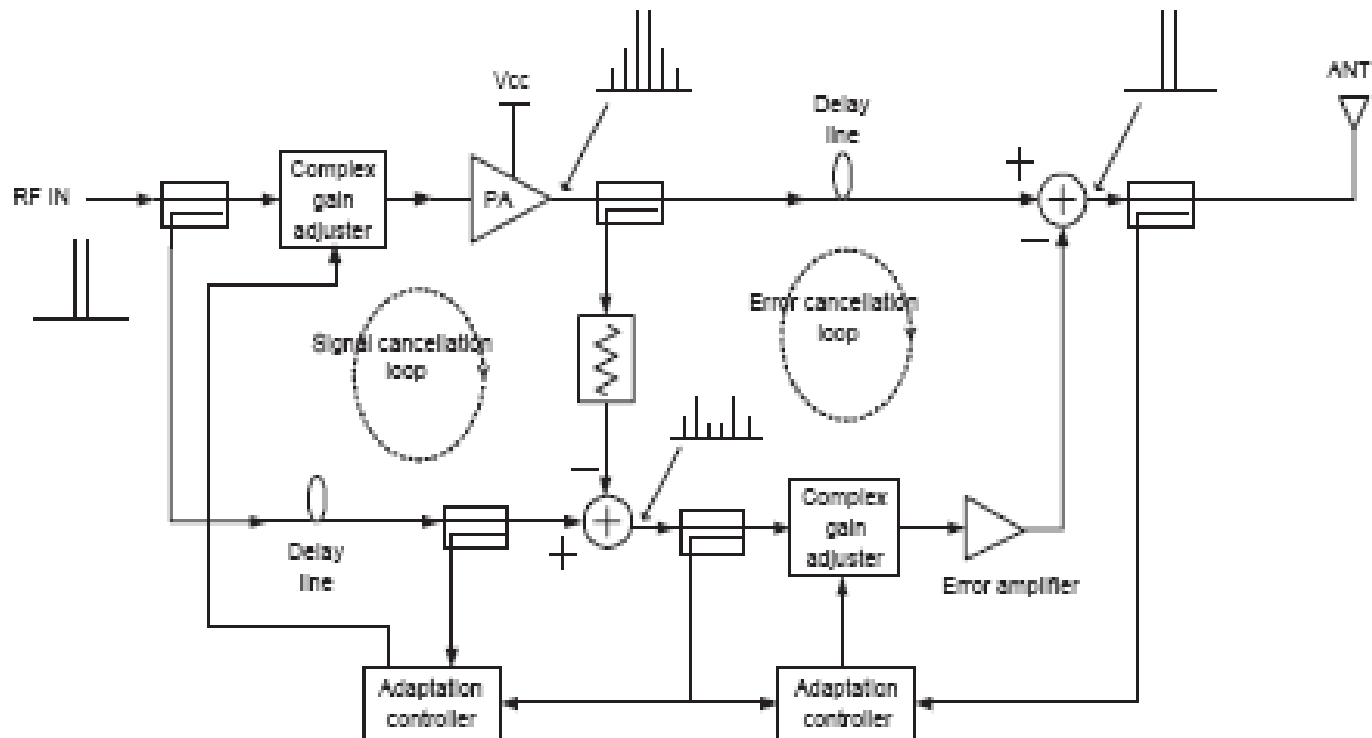 Vcc
ANT
Delay
line
RF IN
Complex
gain
adjuster
PA
+
+
−
Signal cancellation
loop
Error cancellation
loop
−
+
+
Delay
line
Complex
gain
adjuster
Error amplifier
Adaptation
controller
Adaptation
controller